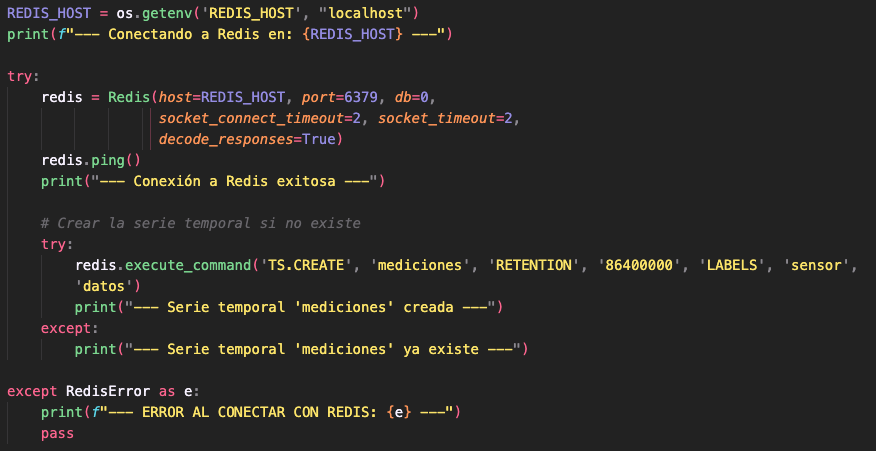 REDIS_HOST = os.getenv('REDIS_HOST', "localhost")
print(f"--- Conectando a Redis en: {REDIS_HOST} ---")

try:
    redis = Redis(host=REDIS_HOST, port=6379, db=0,
                  socket_connect_timeout=2, socket_timeout=2,
                  decode_responses=True)
    redis.ping()
    print("--- Conexión a Redis exitosa ---")

    # Crear la serie temporal si no existe
    try:
        redis.execute_command('TS.CREATE', 'mediciones', 'RETENTION', '86400000', 'LABELS', 'sensor',
        'datos')
        print("--- Serie temporal 'mediciones' creada ---")
    except:
        print("--- Serie temporal 'mediciones' ya existe ---")

except RedisError as e:
    print(f"--- ERROR AL CONECTAR CON REDIS: {e} ---")
    pass